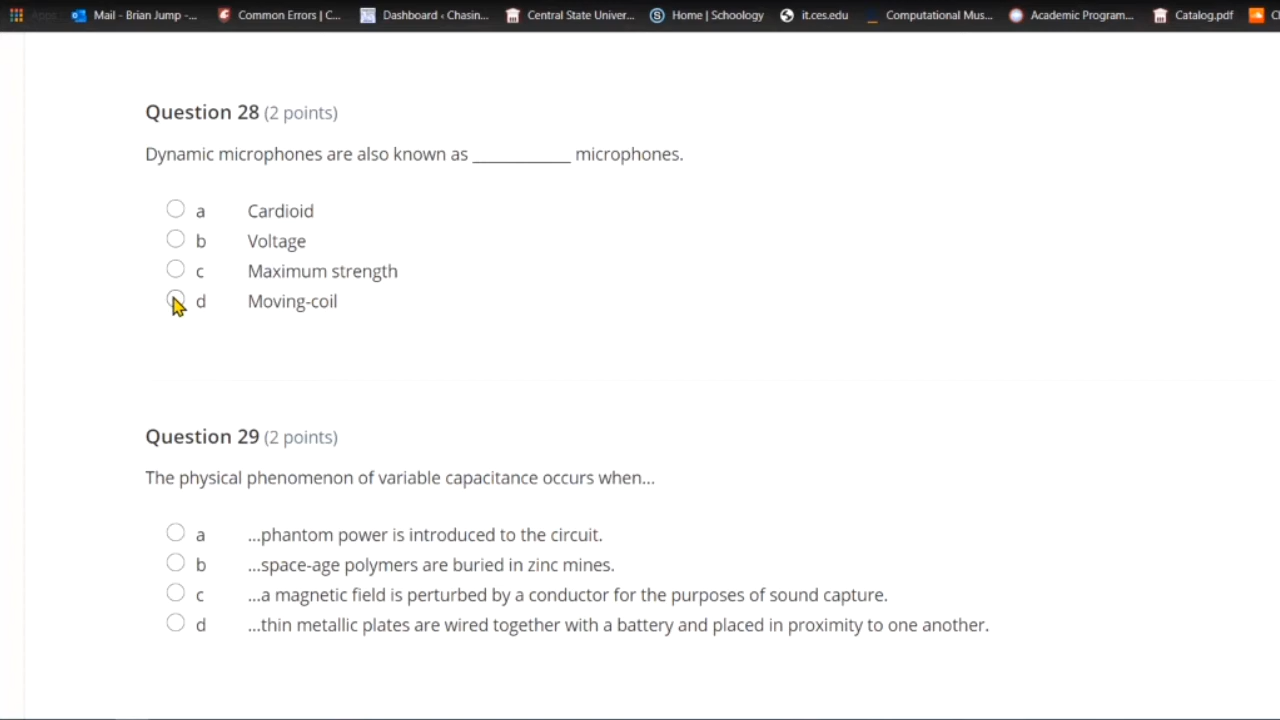 Mail - Brian Jump -... Common Errors | C... Dashboard ‹ Chasin... Central State Univer... Home | Schoology it.ces.edu Computational Mus... Academic Program... Catalog.pdf
Question 28 (2 points)
Dynamic microphones are also known as ___________ microphones.
a Cardioid
b Voltage
c Maximum strength
d Moving-coil
Question 29 (2 points)
The physical phenomenon of variable capacitance occurs when...
a ...phantom power is introduced to the circuit.
b ...space-age polymers are buried in zinc mines.
c ...a magnetic field is perturbed by a conductor for the purposes of sound capture.
d ...thin metallic plates are wired together with a battery and placed in proximity to one another.